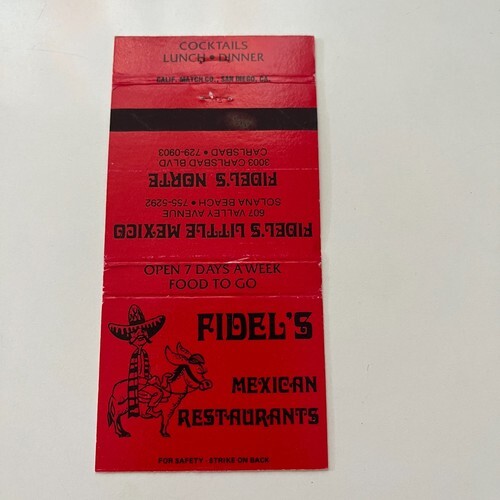 COCKTAILS
LUNCH • DINNER
CALIF. MATCH CO., SAN DIEGO, CA.
FIDEL'S LITTLE MEXICO
607 VALLEY AVENUE
SOLANA BEACH • 755-5292
FIDEL'S NORTE
3003 CARLSBAD BLVD
CARLSBAD • 729-0903
OPEN 7 DAYS A WEEK
FOOD TO GO
FIDEL'S
MEXICAN
RESTAURANTS
FOR SAFETY - STRIKE ON BACK